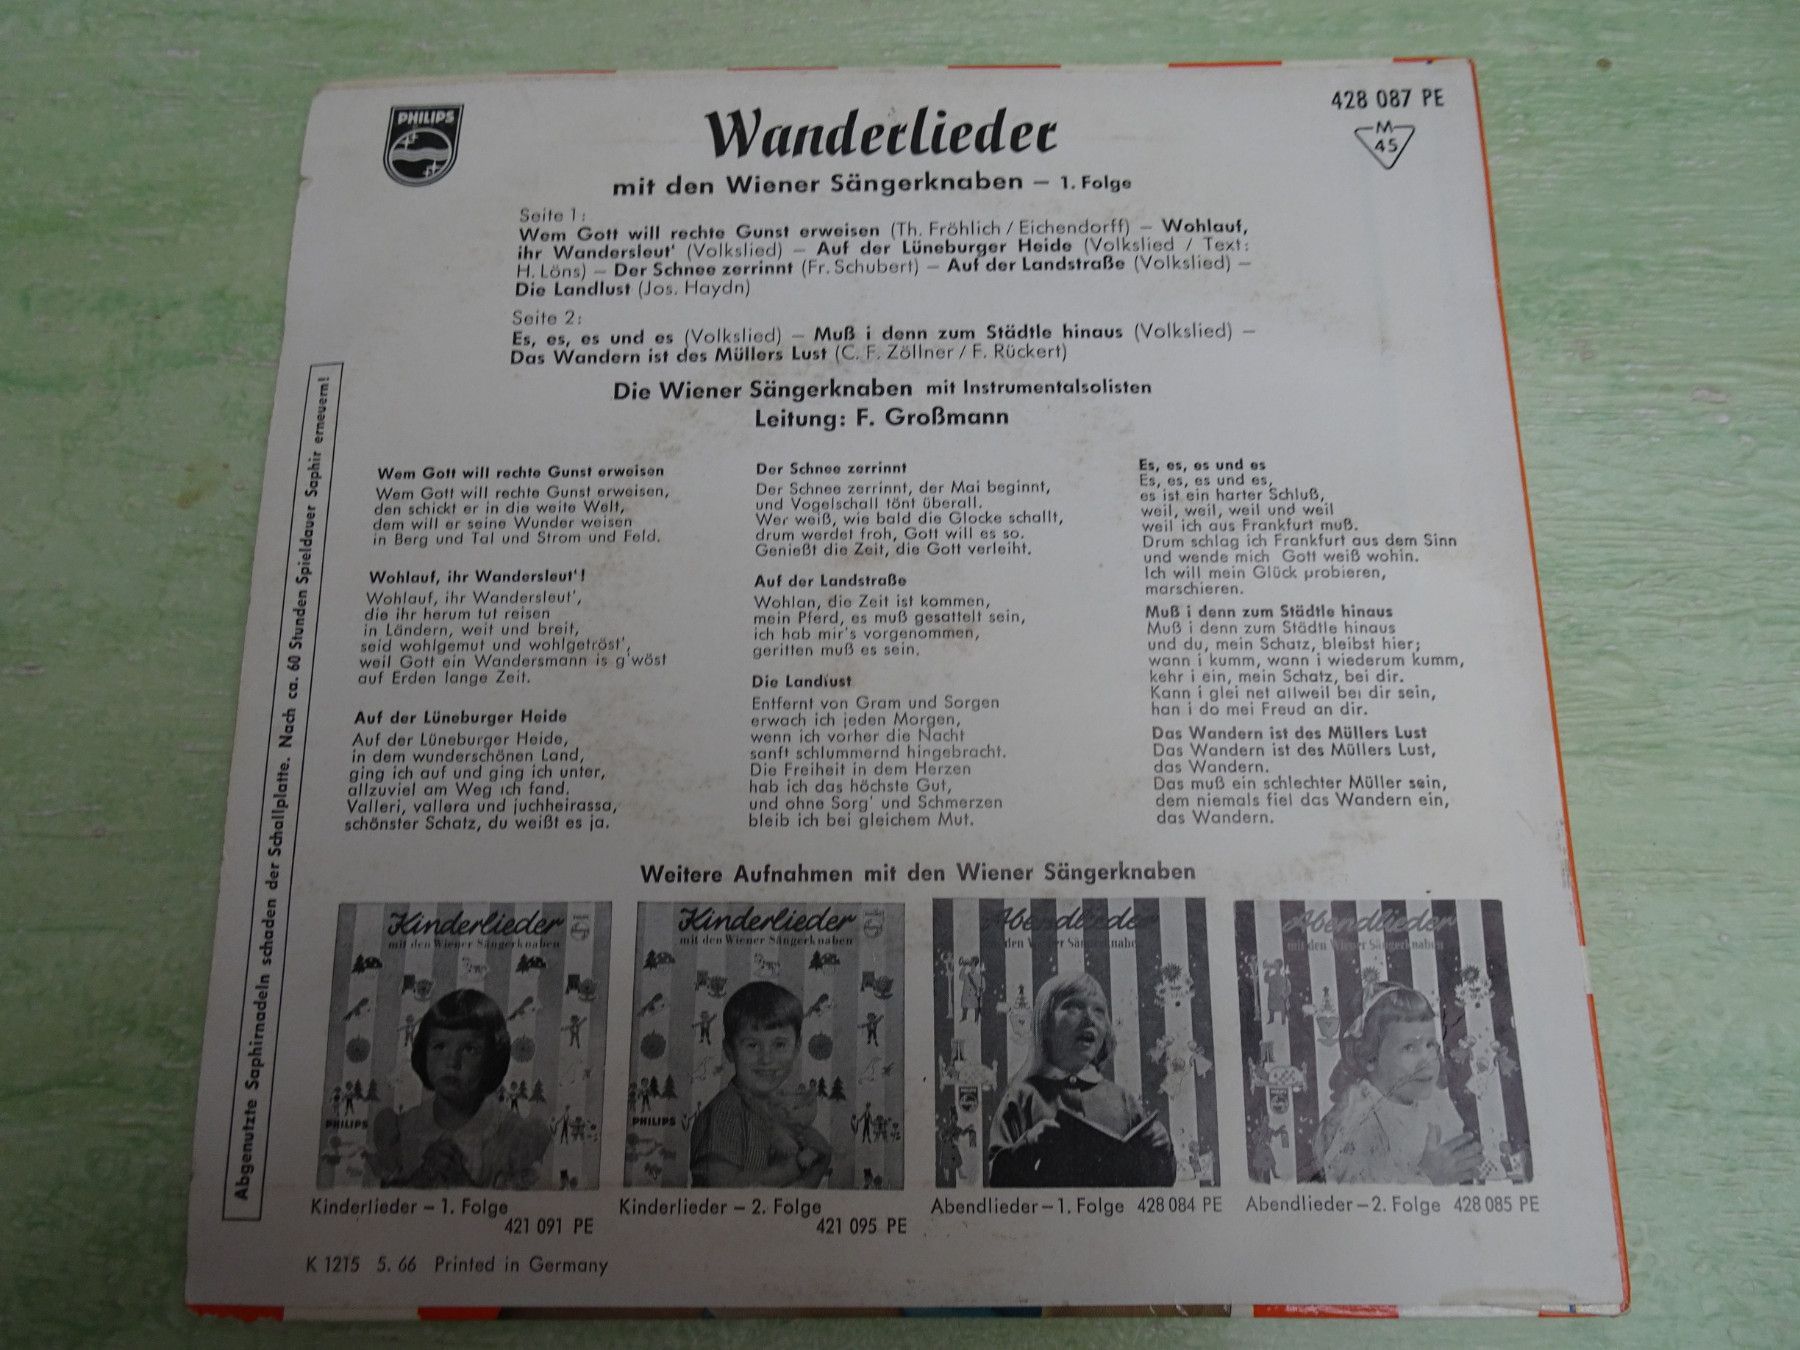 PHILIPS
Wanderlieder
428 087 PE
M
45
mit den Wiener Sängerknaben – 1. Folge
Seite 1:
Wem Gott will rechte Gunst erweisen (Th. Fröhlich / Eichendorff) – Wohlauf,
ihr Wandersleut' (Volkslied) – Auf der Lüneburger Heide (Volkslied / Text:
H. Löns) – Der Schnee zerrinnt (Fr. Schubert) – Auf der Landstraße (Volkslied) –
Die Landlust (Jos. Haydn)
Seite 2:
Es, es, es und es (Volkslied) – Muß i denn zum Städtle hinaus (Volkslied) –
Das Wandern ist des Müllers Lust (C. F. Zöllner / F. Rückert)
Die Wiener Sängerknaben mit Instrumentalsolisten
Leitung: F. Großmann
Abgenutzte Saphirnadeln schaden der Schallplatte. Nach ca. 60 Stunden Spieldauer Saphir erneuern!
Wem Gott will rechte Gunst erweisen
Wem Gott will rechte Gunst erweisen,
den schickt er in die weite Welt,
dem will er seine Wunder weisen
in Berg und Tal und Strom und Feld.
Wohlauf, ihr Wandersleut'!
Wohlauf, ihr Wandersleut',
die ihr herum tut reisen
in Ländern, weit und breit,
seid wohlgemut und wohlgetröst',
weil Gott ein Wandersmann is g'wöst
auf Erden lange Zeit.
Auf der Lüneburger Heide
Auf der Lüneburger Heide,
in dem wunderschönen Land,
ging ich auf und ging ich unter,
allzuviel am Weg ich fand.
Valleri, vallera und juchheirassa,
schönster Schatz, du weißt es ja.
Der Schnee zerrinnt
Der Schnee zerrinnt, der Mai beginnt,
und Vogelschall tönt überall.
Wer weiß, wie bald die Glocke schallt,
drum werdet froh, Gott will es so.
Genießt die Zeit, die Gott verleiht.
Auf der Landstraße
Wohlan, die Zeit ist kommen,
mein Pferd, es muß gesattelt sein,
ich hab mir's vorgenommen,
geritten muß es sein.
Die Landlust
Entfernt von Gram und Sorgen
erwach ich jeden Morgen,
wenn ich vorher die Nacht
sanft schlummernd hingebracht.
Die Freiheit in dem Herzen
hab ich das höchste Gut,
und ohne Sorg' und Schmerzen
bleib ich bei gleichem Mut.
Es, es, es und es
Es, es, es und es,
es ist ein harter Schluß,
weil, weil, weil und weil
weil ich aus Frankfurt muß.
Drum schlag ich Frankfurt aus dem Sinn
und wende mich Gott weiß wohin.
Ich will mein Glück probieren,
marschieren.
Muß i denn zum Städtle hinaus
Muß i denn zum Städtle hinaus
und du, mein Schatz, bleibst hier;
wann i kumm, wann i wiederum kumm,
kehr i ein, mein Schatz, bei dir.
Kann i glei net allweil bei dir sein,
han i do mei Freud an dir.
Das Wandern ist des Müllers Lust
Das Wandern ist des Müllers Lust,
das Wandern.
Das muß ein schlechter Müller sein,
dem niemals fiel das Wandern ein,
das Wandern.
Weitere Aufnahmen mit den Wiener Sängerknaben
Kinderlieder
mit den Wiener Sängerknaben
PHILIPS
Kinderlieder
mit den Wiener Sängerknaben
PHILIPS
Abendlieder
Abendlieder
mit den Wiener Sängerknaben
Kinderlieder – 1. Folge
421 091 PE
Kinderlieder – 2. Folge
421 095 PE
Abendlieder – 1. Folge 428 084 PE
Abendlieder – 2. Folge 428 085 PE
K 1215 5. 66 Printed in Germany